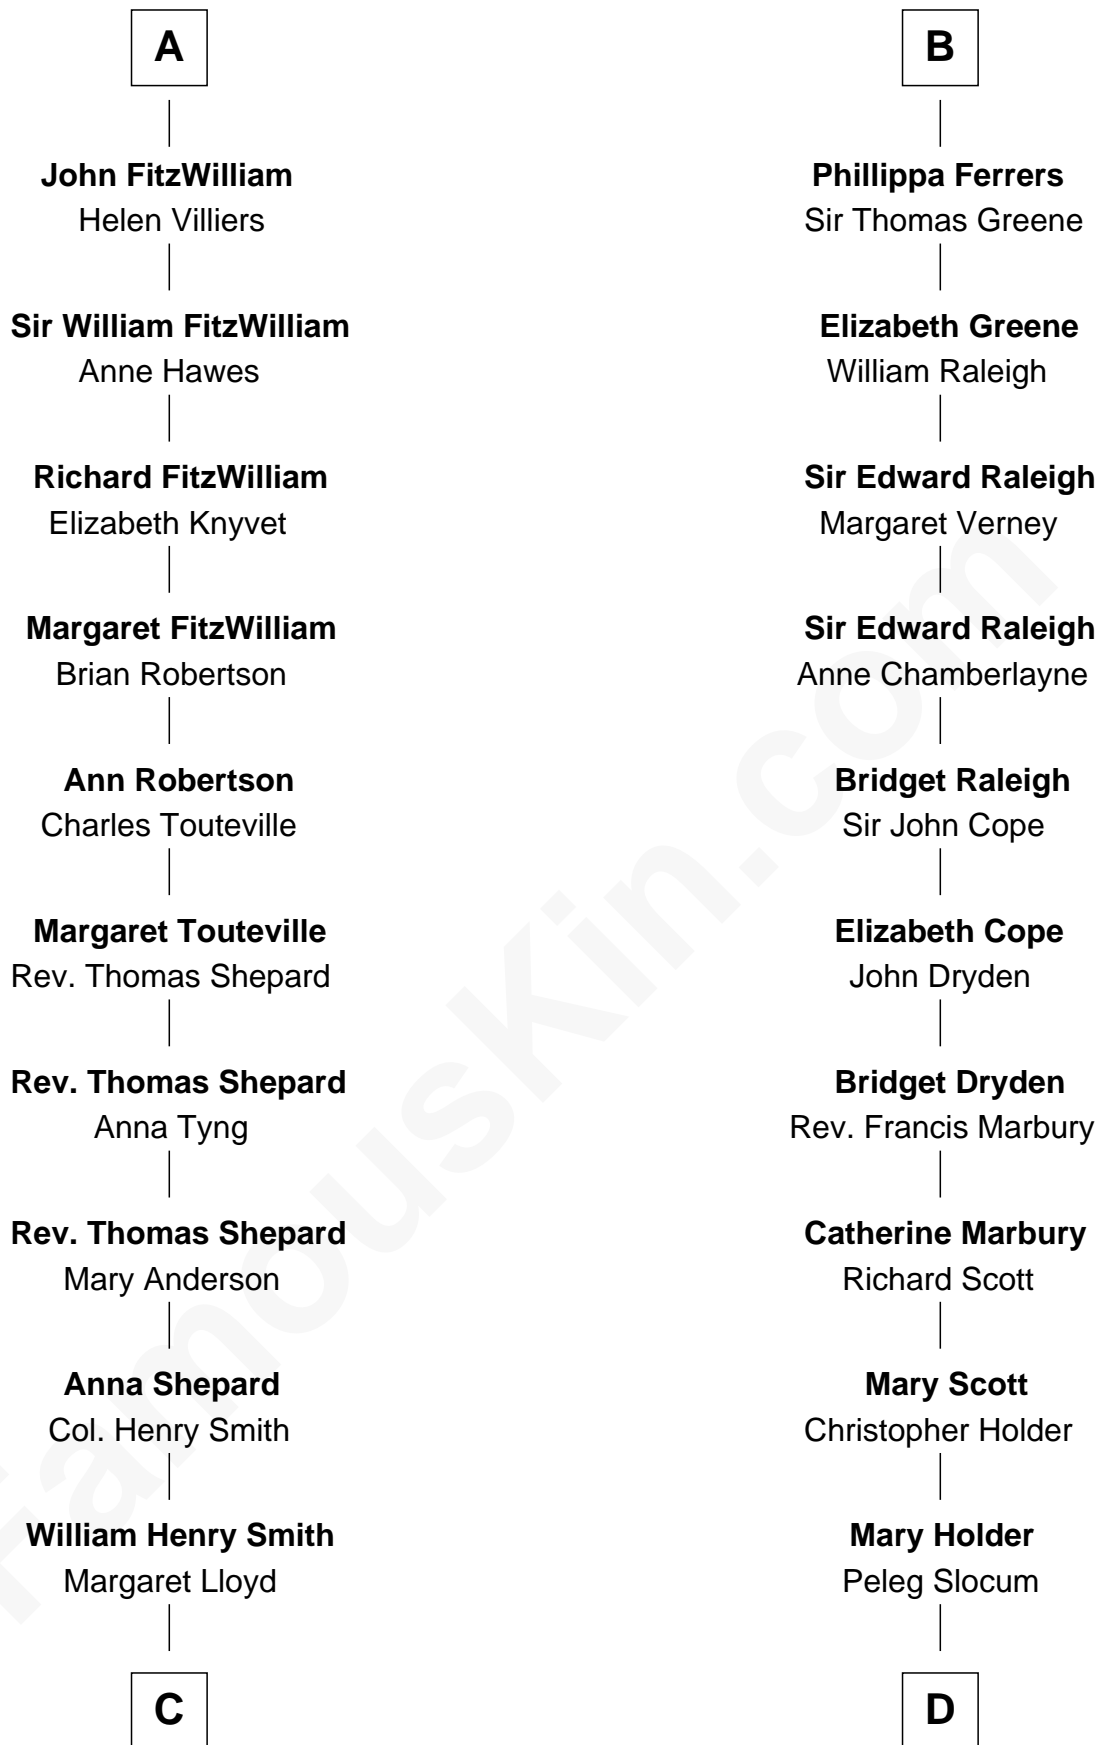 A
John FitzWilliam
Helen Villiers
Sir William FitzWilliam
Anne Hawes
Richard FitzWilliam
Elizabeth Knyvet
Margaret FitzWilliam
Brian Robertson
Ann Robertson
Charles Touteville
Margaret Touteville
Rev. Thomas Shepard
Rev. Thomas Shepard
Anna Tyng
Rev. Thomas Shepard
Mary Anderson
Anna Shepard
Col. Henry Smith
William Henry Smith
Margaret Lloyd
C
B
Phillippa Ferrers
Sir Thomas Greene
Elizabeth Greene
William Raleigh
Sir Edward Raleigh
Margaret Verney
Sir Edward Raleigh
Anne Chamberlayne
Bridget Raleigh
Sir John Cope
Elizabeth Cope
John Dryden
Bridget Dryden
Rev. Francis Marbury
Catherine Marbury
Richard Scott
Mary Scott
Christopher Holder
Mary Holder
Peleg Slocum
D
FamousKin.com